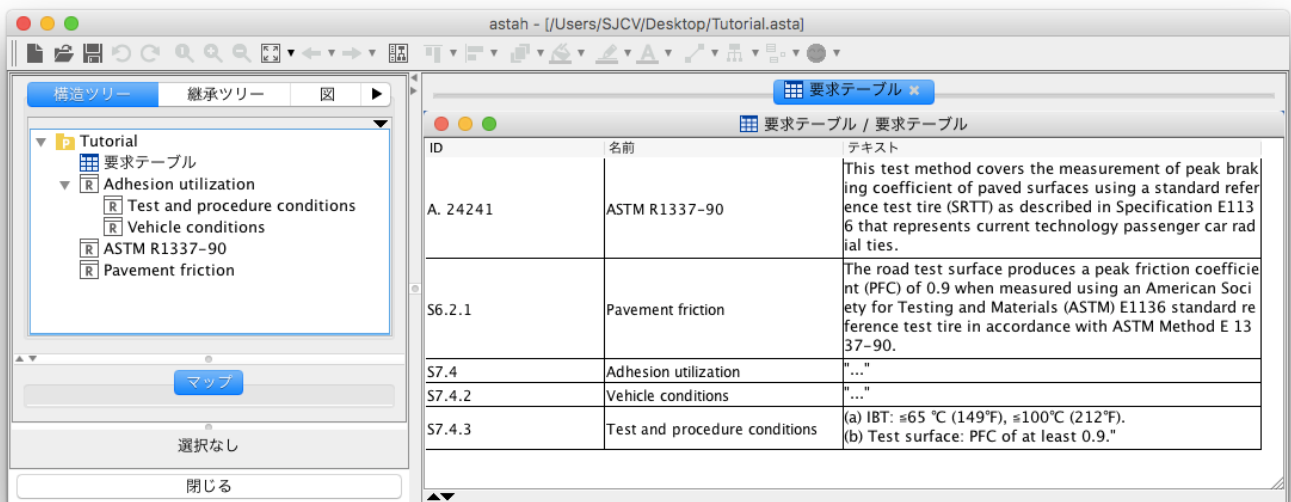 astah - [/Users/SJCV/Desktop/Tutorial.asta]
構造ツリー
継承ツリー
図
Tutorial
要求テーブル
R Adhesion utilization
R Test and procedure conditions
R Vehicle conditions
R ASTM R1337-90
R Pavement friction
マップ
選択なし
閉じる
要求テーブル
要求テーブル / 要求テーブル
ID 名前 テキスト
A. 24241 ASTM R1337-90
This test method covers the measurement of peak brak
ing coefficient of paved surfaces using a standard refer
ence test tire (SRTT) as described in Specification E113
6 that represents current technology passenger car rad
ial ties.
S6.2.1 Pavement friction
The road test surface produces a peak friction coefficie
nt (PFC) of 0.9 when measured using an American Soci
ety for Testing and Materials (ASTM) E1136 standard re
ference test tire in accordance with ASTM Method E 13
37-90.
S7.4 Adhesion utilization "..."
S7.4.2 Vehicle conditions "..."
S7.4.3 Test and procedure conditions
(a) IBT: ≦65 ℃ (149℉), ≦100℃ (212℉).
(b) Test surface: PFC of at least 0.9."